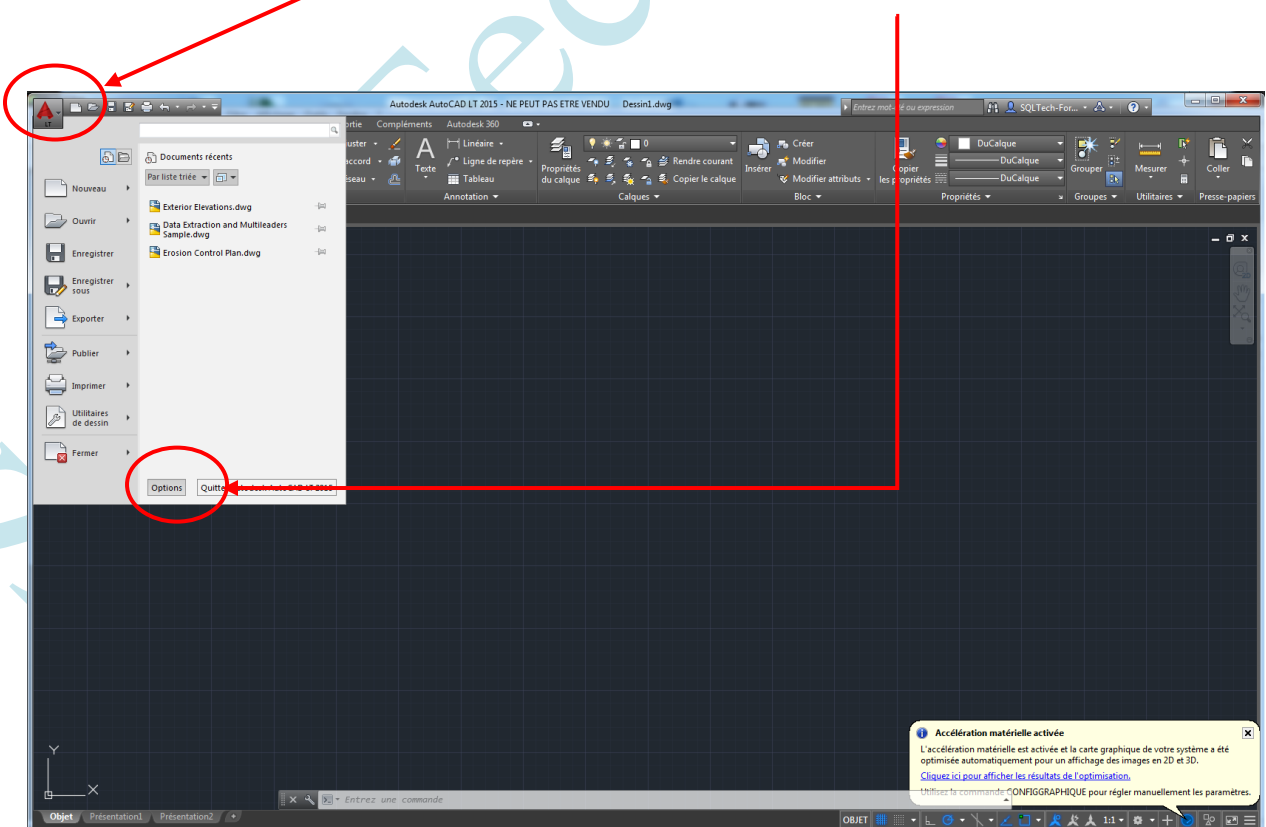 Tec
Autodesk AutoCAD LT 2015 - NE PEUT PAS ETRE VENDU Dessin1.dwg
Entrez mot-clé ou expression
SQLTech-For...
LT
ortie Compléments Autodesk 360
Documents récents
Par liste triée
Exterior Elevations.dwg
Data Extraction and Multileaders
Sample.dwg
Erosion Control Plan.dwg
Nouveau
Ouvrir
Enregistrer
Enregistrer
sous
Exporter
Publier
Imprimer
Utilitaires
de dessin
Fermer
Options
uster
accord
éseau
Texte
Linéaire
Ligne de repère
Tableau
Annotation
Propriétés
du calque
0
Rendre courant
Copier le calque
Calques
Insérer
Créer
Modifier
Modifier attributs
Bloc
Copier
les propriétés
DuCalque
DuCalque
DuCalque
Propriétés
Grouper
Groupes
Mesurer
Utilitaires
Coller
Presse-papiers
Y
X
Accélération matérielle activée
L'accélération matérielle est activée et la carte graphique de votre système a été
optimisée automatiquement pour un affichage des images en 2D et 3D.
Cliquez ici pour afficher les résultats de l'optimisation.
Utilisez la commande CONFIGGRAPHIQUE pour régler manuellement les paramètres.
Entrez une commande
Objet Présentation1 Présentation2 +
OBJET
1:1